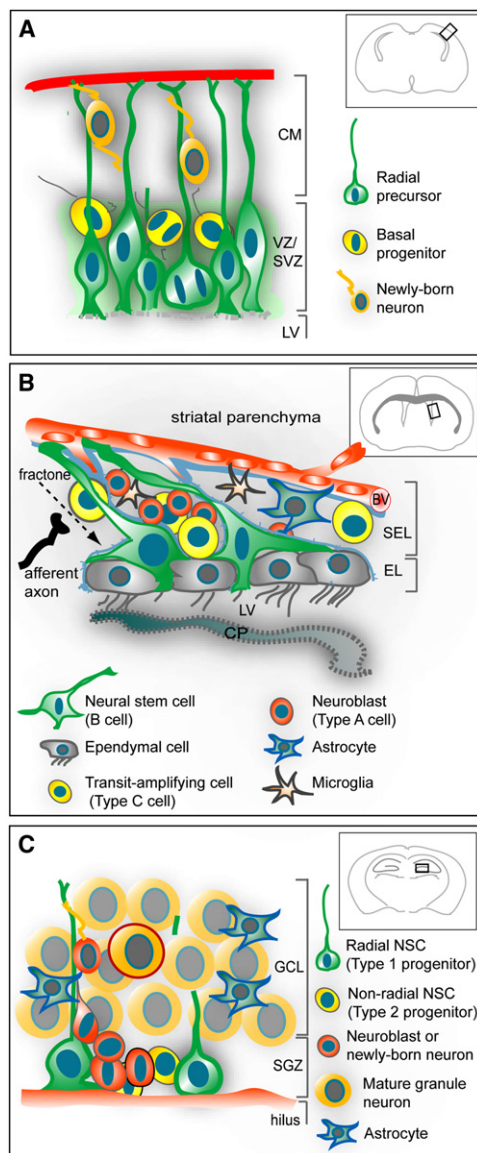 A
CM
VZ/
SVZ
LV
Radial
precursor
Basal
progenitor
Newly-born
neuron
B
striatal parenchyma
fractone
afferent
axon
BV
SEL
EL
LV
CP
Neural stem cell
(B cell)
Ependymal cell
Transit-amplifying cell
(Type C cell)
Neuroblast
(Type A cell)
Astrocyte
Microglia
C
GCL
SGZ
hilus
Radial NSC
(Type 1 progenitor)
Non-radial NSC
(Type 2 progenitor)
Neuroblast or
newly-born neuron
Mature granule
neuron
Astrocyte